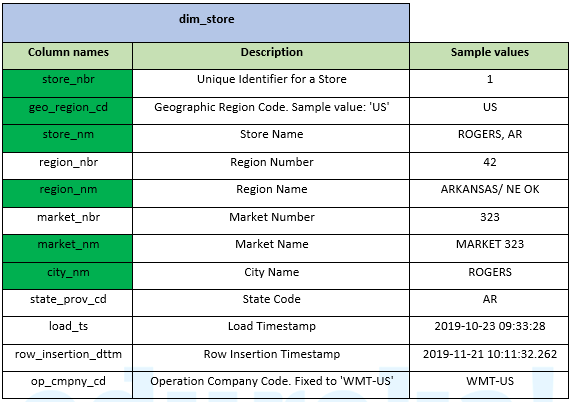 dim_store
Column names Description Sample values
store_nbr Unique Identifier for a Store 1
geo_region_cd Geographic Region Code. Sample value: 'US' US
store_nm Store Name ROGERS, AR
region_nbr Region Number 42
region_nm Region Name ARKANSAS/ NE OK
market_nbr Market Number 323
market_nm Market Name MARKET 323
city_nm City Name ROGERS
state_prov_cd State Code AR
load_ts Load Timestamp 2019-10-23 09:33:28
row_insertion_dttm Row Insertion Timestamp 2019-11-21 10:11:32.262
op_cmpny_cd Operation Company Code. Fixed to 'WMT-US' WMT-US